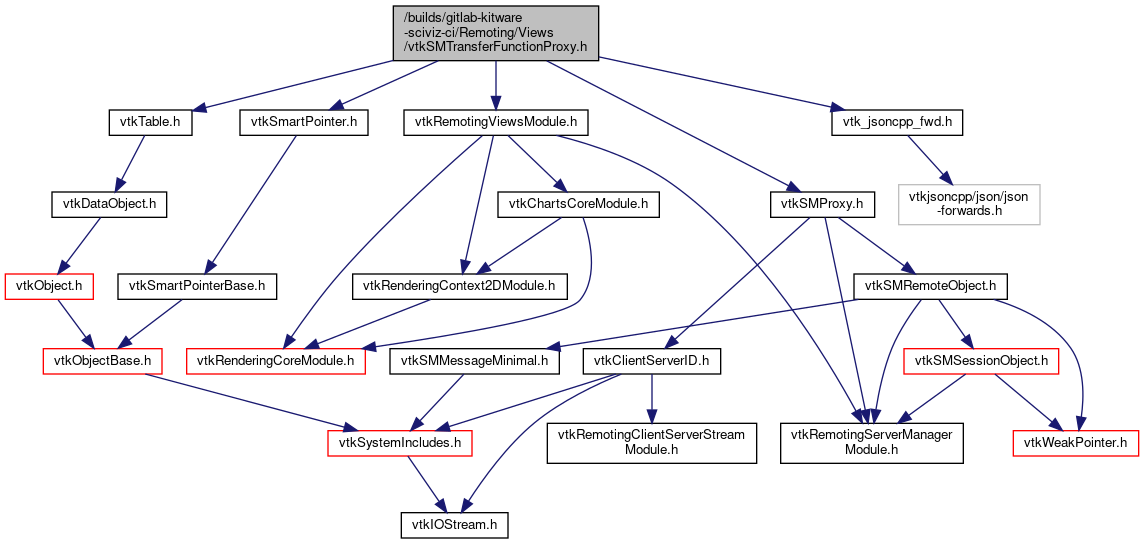 /builds/gitlab-kitware
-sciviz-ci/Remoting/Views
/vtkSMTransferFunctionProxy.h
vtkTable.h
vtkSmartPointer.h
vtkRemotingViewsModule.h
vtk_jsoncpp_fwd.h
vtkDataObject.h
vtkChartsCoreModule.h
vtkSMProxy.h
vtkjsoncpp/json/json
-forwards.h
vtkObject.h
vtkSmartPointerBase.h
vtkRenderingContext2DModule.h
vtkSMRemoteObject.h
vtkObjectBase.h
vtkRenderingCoreModule.h
vtkSMMessageMinimal.h
vtkClientServerID.h
vtkSMSessionObject.h
vtkSystemIncludes.h
vtkRemotingClientServerStream
Module.h
vtkRemotingServerManager
Module.h
vtkWeakPointer.h
vtkIOStream.h